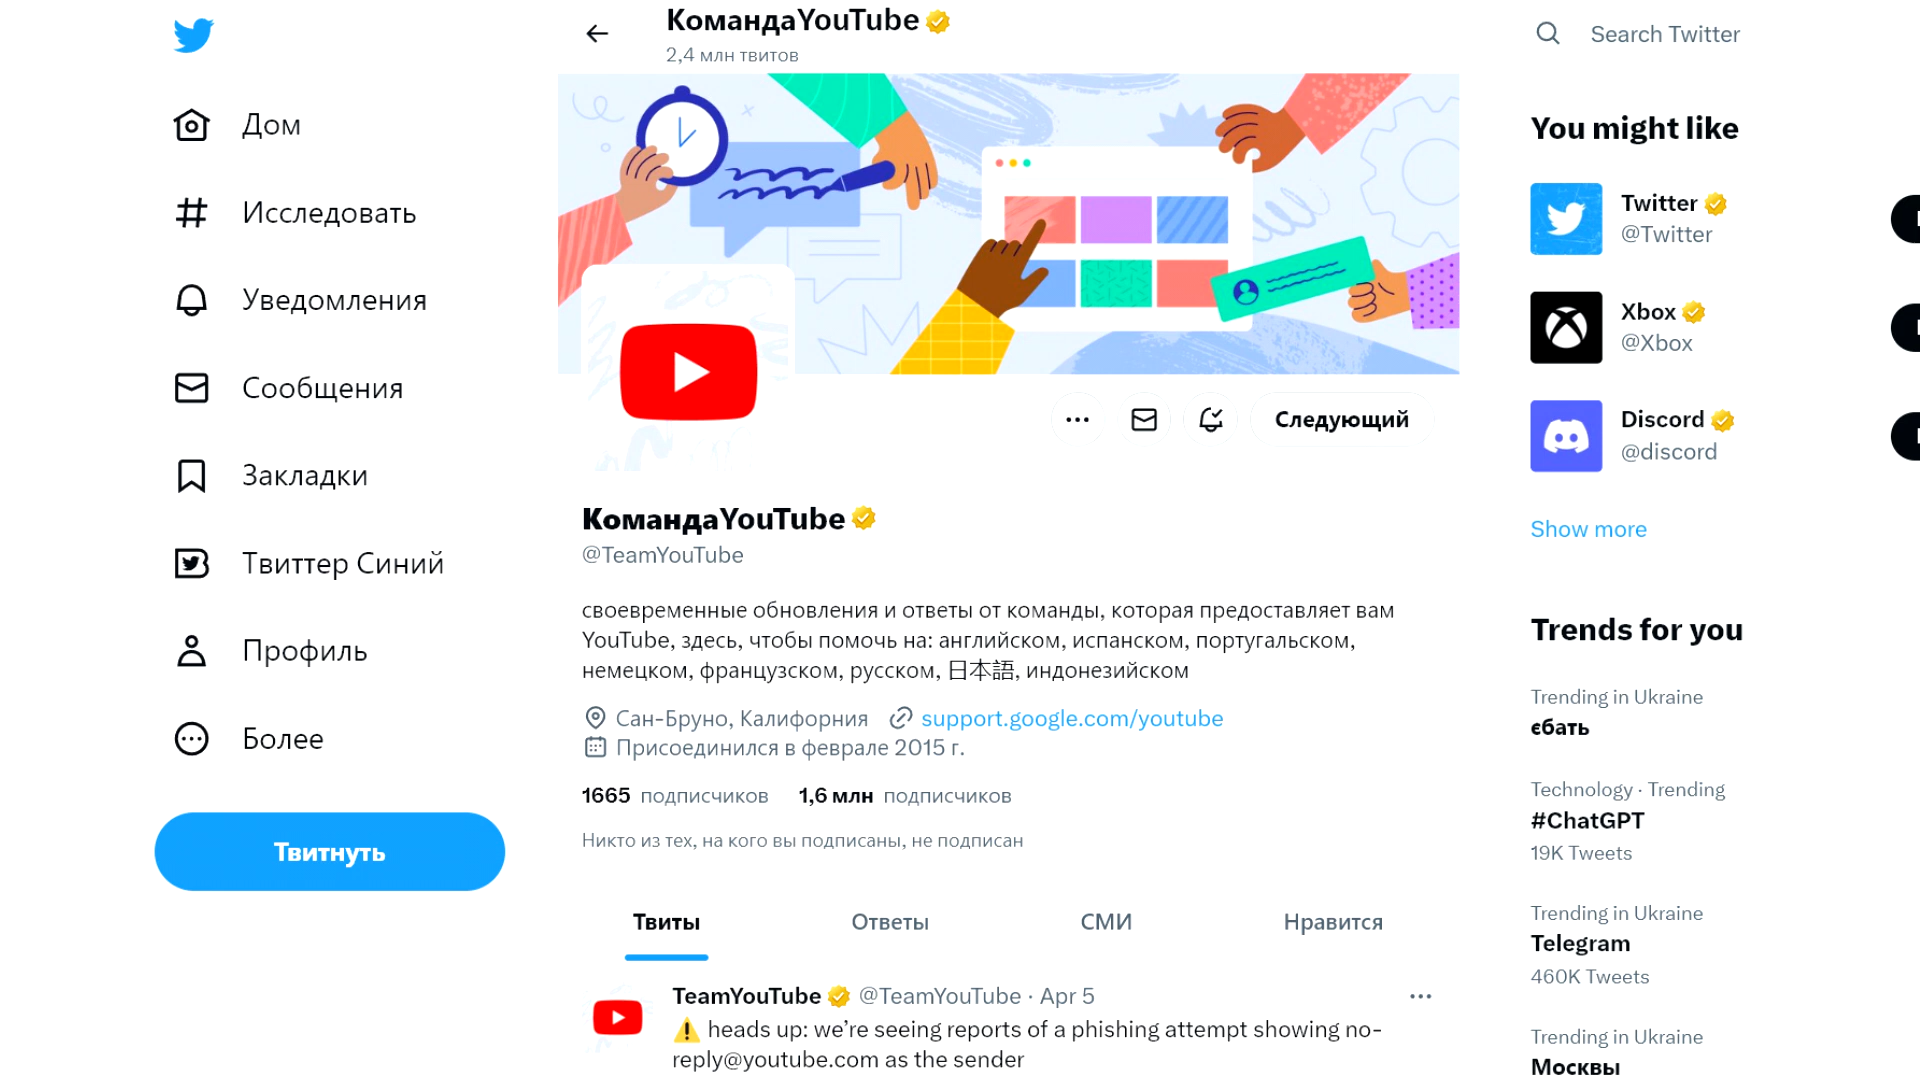 Дом
Исследовать
Уведомления
Сообщения
Закладки
Твиттер Синий
Профиль
Более
Твитнуть
КомандаYouTube
2,4 млн твитов
Следующий
КомандаYouTube
@TeamYouTube
своевременные обновления и ответы от команды, которая предоставляет вам
YouTube, здесь, чтобы помочь на: английском, испанском, португальском,
немецком, французском, русском, 日本語, индонезийском
Сан-Бруно, Калифорния support.google.com/youtube
Присоединился в феврале 2015 г.
1665 подписчиков 1,6 млн подписчиков
Никто из тех, на кого вы подписаны, не подписан
Твиты Ответы СМИ Нравится
TeamYouTube @TeamYouTube · Apr 5
⚠️ heads up: we’re seeing reports of a phishing attempt showing no-
reply@youtube.com as the sender
Search Twitter
You might like
Twitter
@Twitter
Xbox
@Xbox
Discord
@discord
Show more
Trends for you
Trending in Ukraine
єбать
Technology · Trending
#ChatGPT
19K Tweets
Trending in Ukraine
Telegram
460K Tweets
Trending in Ukraine
Москвы